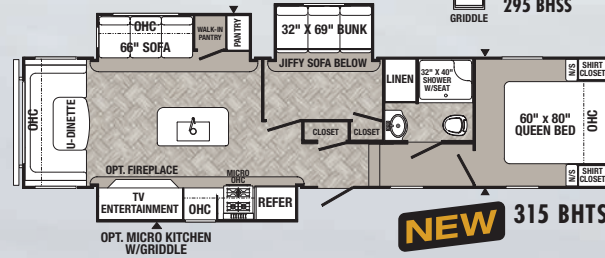 GRIDDLE
295 BHSS
OHC
66" SOFA
WALK-IN
PANTRY
PANTRY
32" X 69" BUNK
JIFFY SOFA BELOW
LINEN
32" X 40"
SHOWER
W/SEAT
N/S
SHIRT
CLOSET
OHC
U-DINETTE
CLOSET
CLOSET
60" x 80"
QUEEN BED
OHC
OPT. FIREPLACE
TV
ENTERTAINMENT
OHC
MICRO
OHC
REFER
N/S
SHIRT
CLOSET
OPT. MICRO KITCHEN
W/GRIDDLE
NEW
315 BHTS